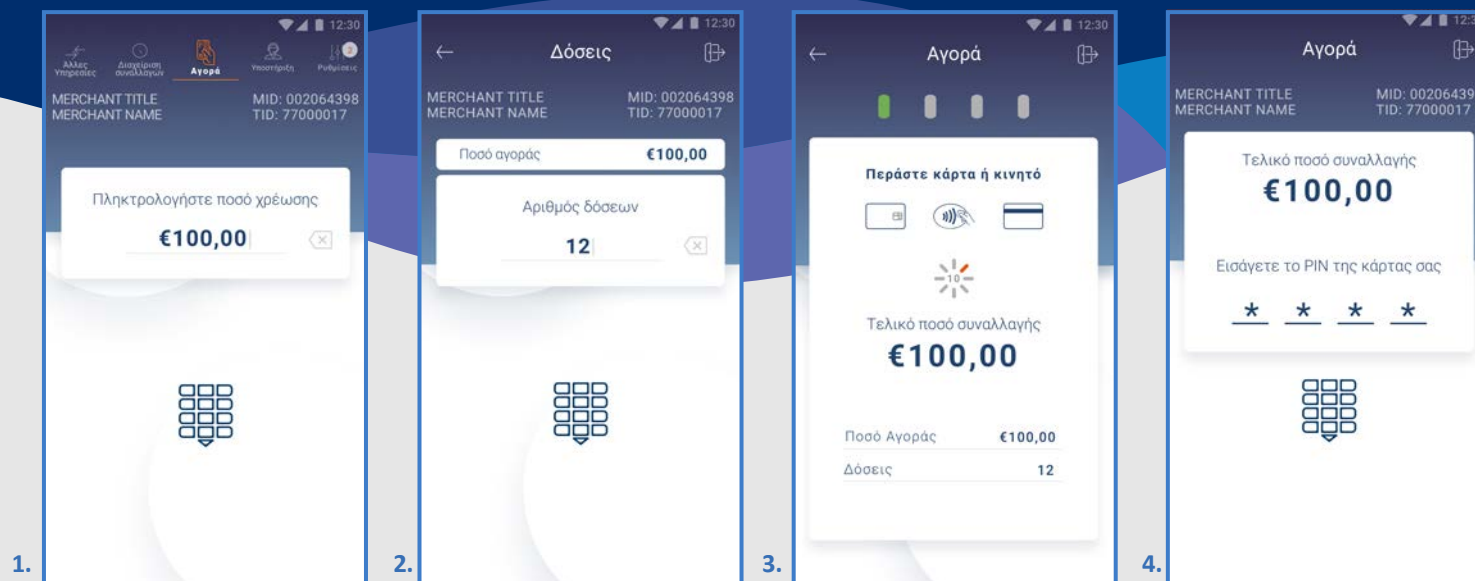 12:30
Άλλες
Υπηρεσίες
Διαχείριση
συναλλαγών
Αγορά
Υποστήριξη
2
Ρυθμίσεις
MERCHANT TITLE
MERCHANT NAME
MID: 002064398
TID: 77000017
Πληκτρολογήστε ποσό χρέωσης
€100,00
1.
12:30
Δόσεις
MERCHANT TITLE
MERCHANT NAME
MID: 002064398
TID: 77000017
Ποσό αγοράς €100,00
Αριθμός δόσεων
12
2.
12:30
Αγορά
Περάστε κάρτα ή κινητό
10
Τελικό ποσό συναλλαγής
€100,00
Ποσό Αγοράς €100,00
Δόσεις 12
3.
Αγορά
MERCHANT TITLE
MERCHANT NAME
MID: 00206439
TID: 77000017
Τελικό ποσό συναλλαγής
€100,00
Εισάγετε το PIN της κάρτας σας
* * * *
4.